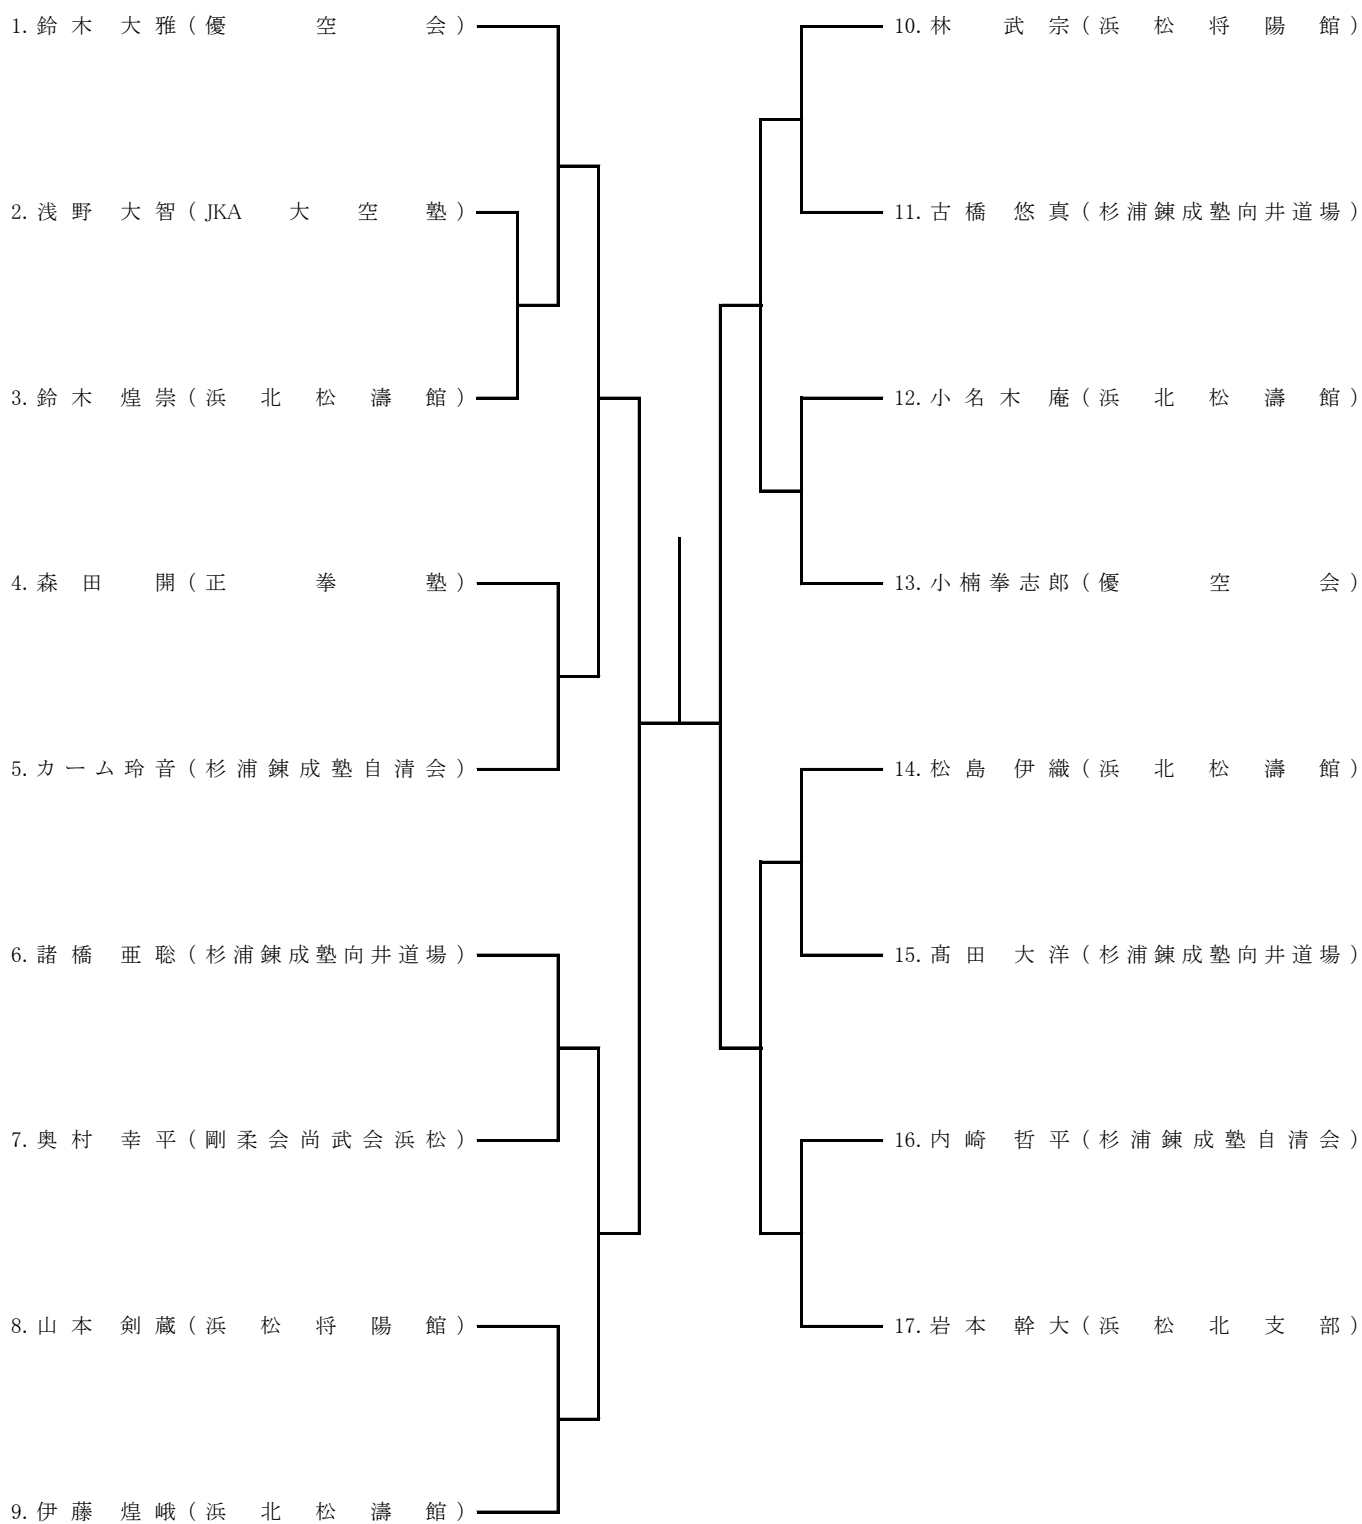 1. 鈴木 大雅（優空会）
2. 浅野 大智（JKA大空塾）
3. 鈴木 煌崇（浜北松濤館）
4. 森田 開（正拳塾）
5. カーム玲音（杉浦錬成塾自清会）
6. 諸橋 亜聡（杉浦錬成塾向井道場）
7. 奥村 幸平（剛柔会尚武会浜松）
8. 山本 剣蔵（浜松将陽館）
9. 伊藤 煌峨（浜北松濤館）
10. 林 武宗（浜松将陽館）
11. 古橋 悠真（杉浦錬成塾向井道場）
12. 小名木 庵（浜北松濤館）
13. 小楠拳志郎（優空会）
14. 松島 伊織（浜北松濤館）
15. 髙田 大洋（杉浦錬成塾向井道場）
16. 内崎 哲平（杉浦錬成塾自清会）
17. 岩本 幹大（浜松北支部）